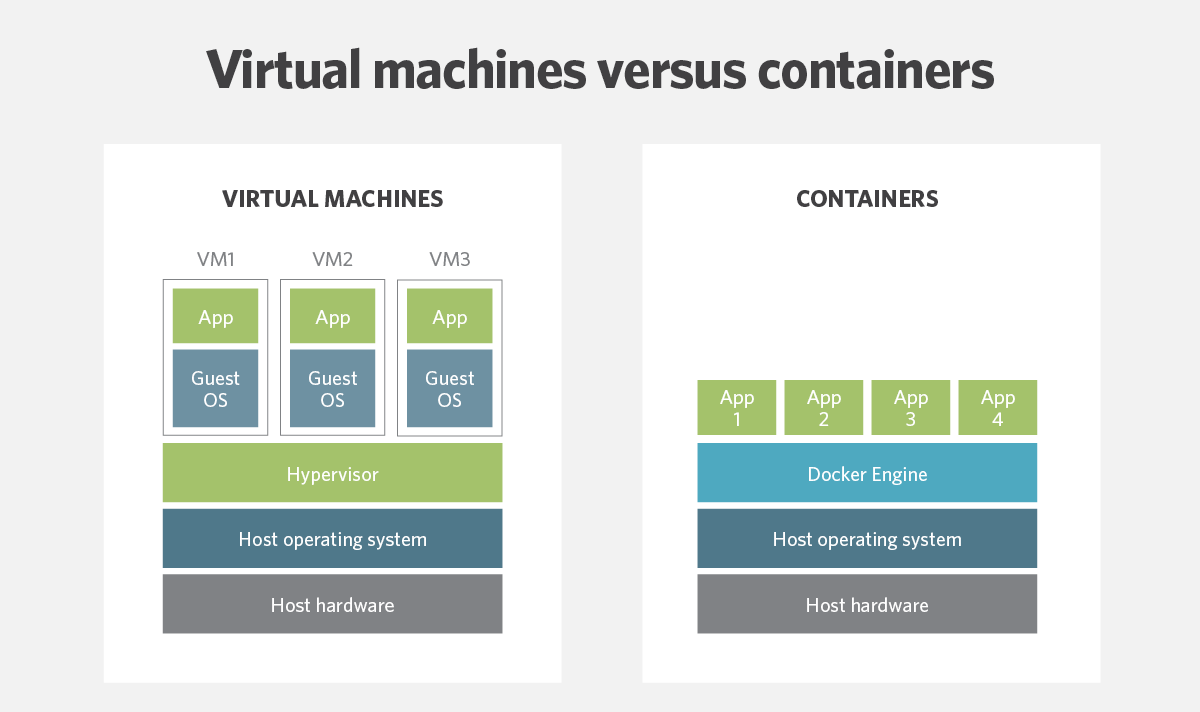 Virtual machines versus containers
VIRTUAL MACHINES
VM1 VM2 VM3
App App App
Guest Guest Guest
OS OS OS
Hypervisor
Host operating system
Host hardware
CONTAINERS
App App App App
1 2 3 4
Docker Engine
Host operating system
Host hardware